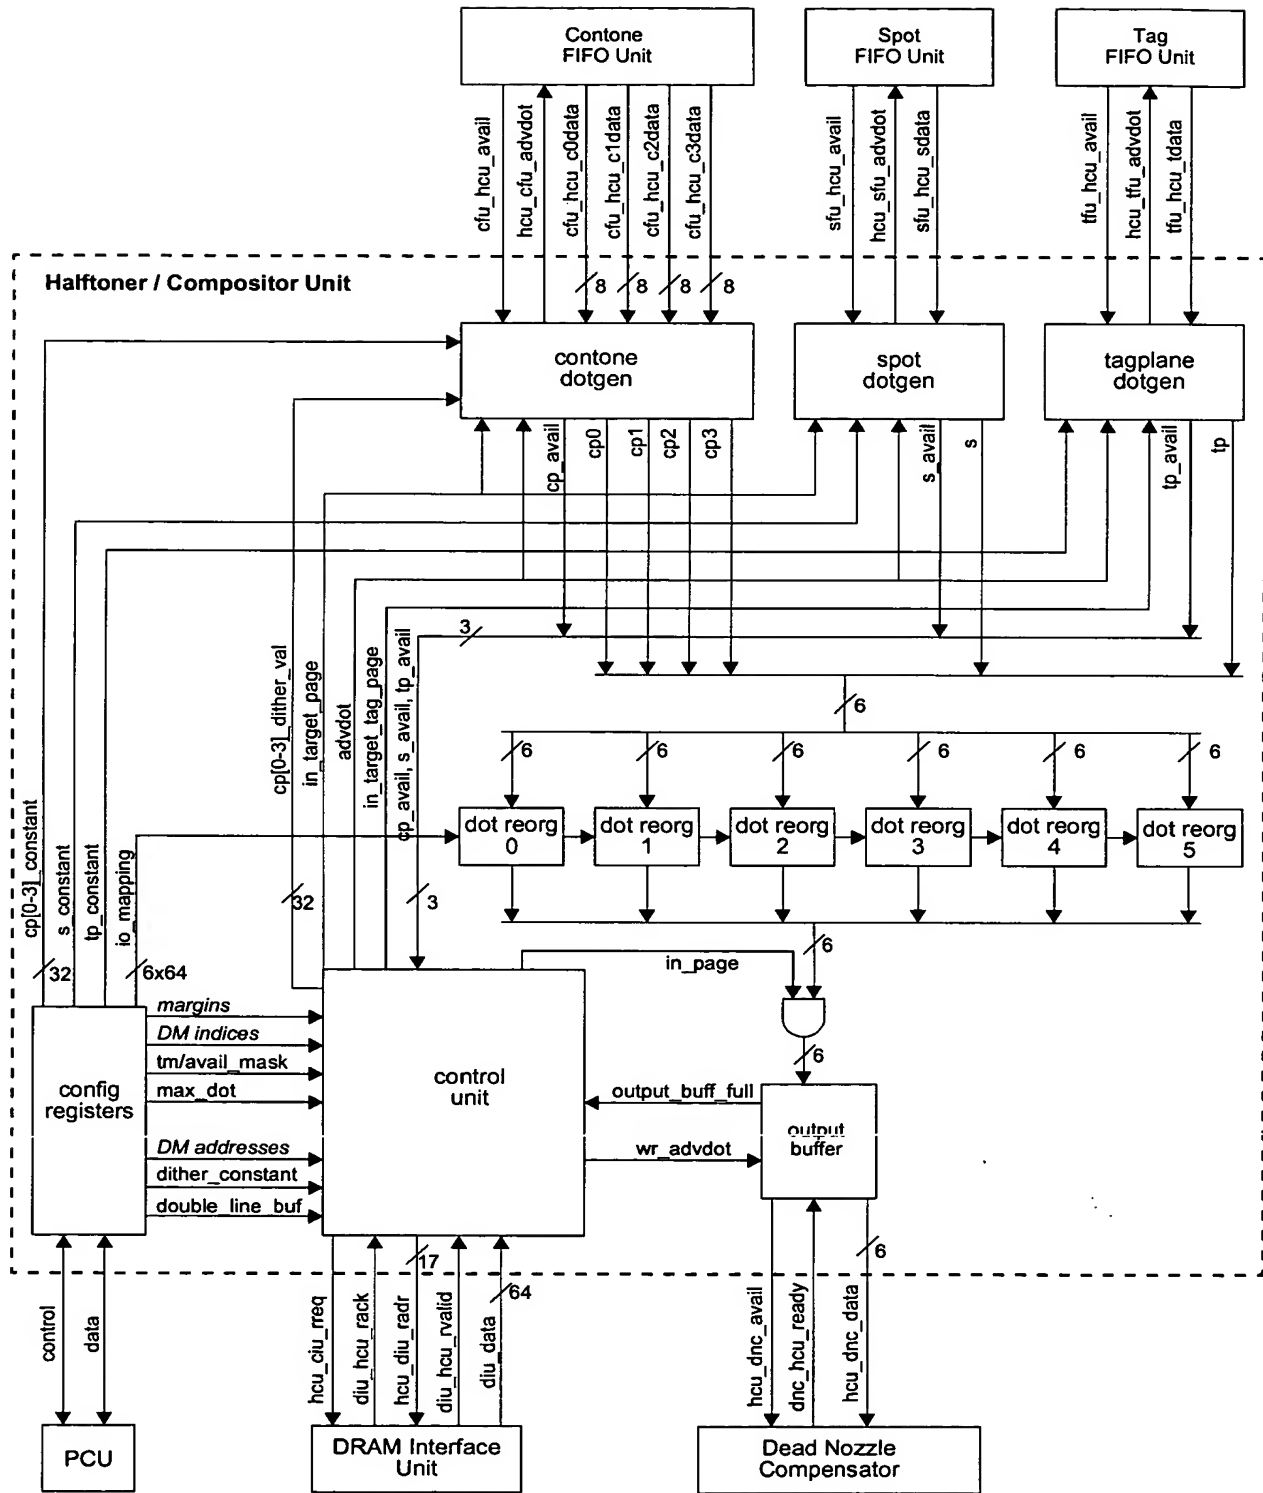 Contone
FIFO Unit
Spot
FIFO Unit
Tag
FIFO Unit
cfu_hcu_avail
hcu_cfu_advdot
cfu_hcu_c0data
cfu_hcu_c1data
cfu_hcu_c2data
cfu_hcu_c3data
sfu_hcu_avail
hcu_sfu_advdot
sfu_hcu_sdata
tfu_hcu_avail
hcu_tfu_advdot
tfu_hcu_tdata
Halftoner / Compositor Unit
8
8
8
8
contone
dotgen
spot
dotgen
tagplane
dotgen
cp_avail
cp0
cp1
cp2
cp3
s_avail
s
tp_avail
tp
3
6
cp[0-3]_dither_val
in_target_page
advdot
in_target_tag_page
cp_avail, s_avail, tp_avail
6
6
6
6
6
6
dot reorg
0
dot reorg
1
dot reorg
2
dot reorg
3
dot reorg
4
dot reorg
5
cp[0-3]_constant
s_constant
tp_constant
io_mapping
32
3
32
6x64
in_page
6
6
margins
DM indices
tm/avail_mask
max_dot
DM addresses
dither_constant
double_line_buf
config
registers
control
unit
output_buff_full
wr_advdot
output
buffer
17
64
6
control
data
hcu_ciu_rreq
diu_hcu_rack
hcu_diu_radr
diu_hcu_rvalid
diu_data
hcu_dnc_avail
dnc_hcu_ready
hcu_dnc_data
PCU
DRAM Interface
Unit
Dead Nozzle
Compensator